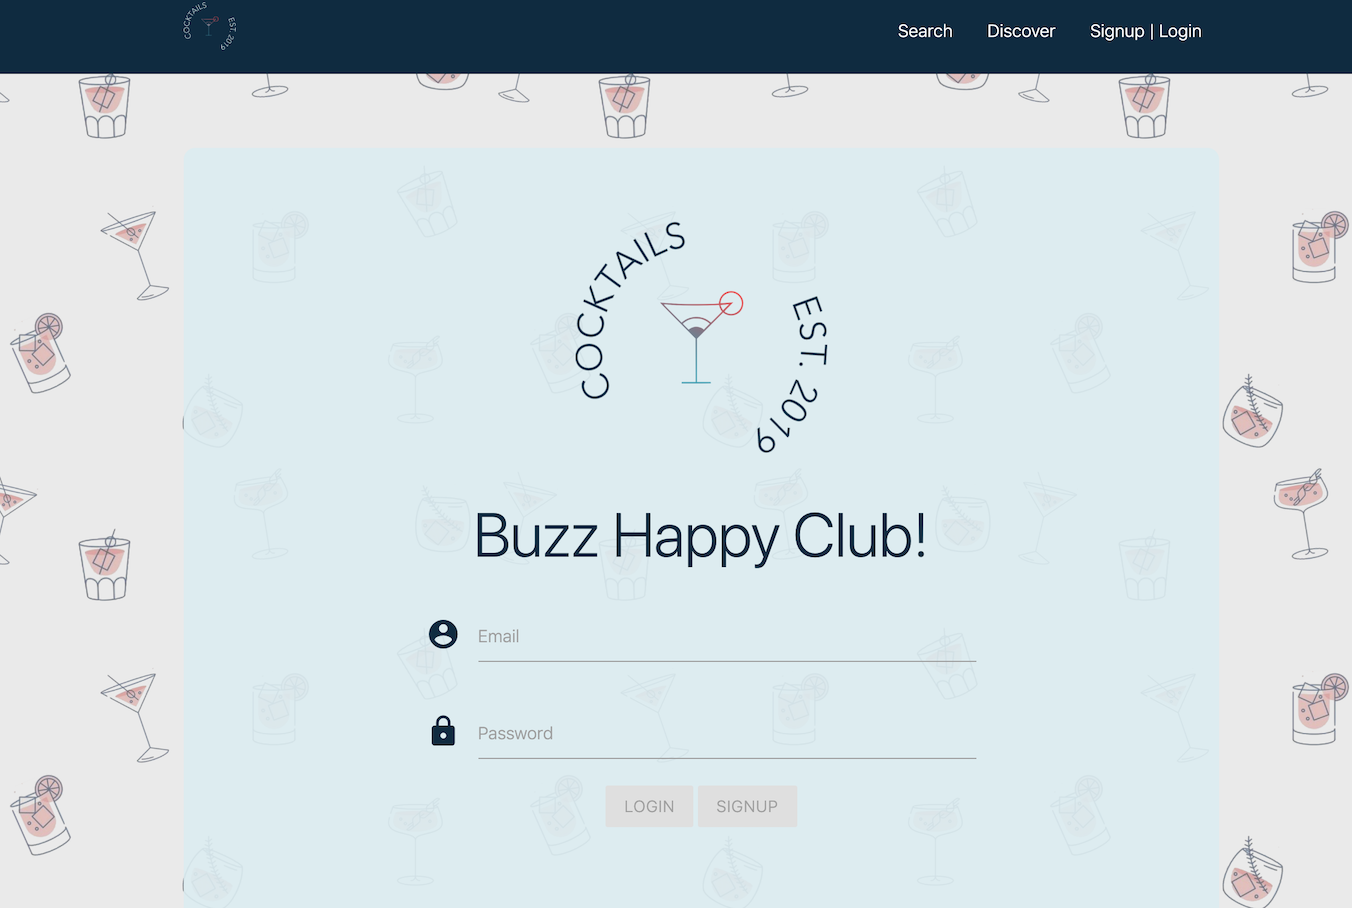 COCKTAILS EST. 2019
Search Discover Signup | Login
COCKTAILS
EST. 2019
Buzz Happy Club!
Email
Password
LOGIN SIGNUP